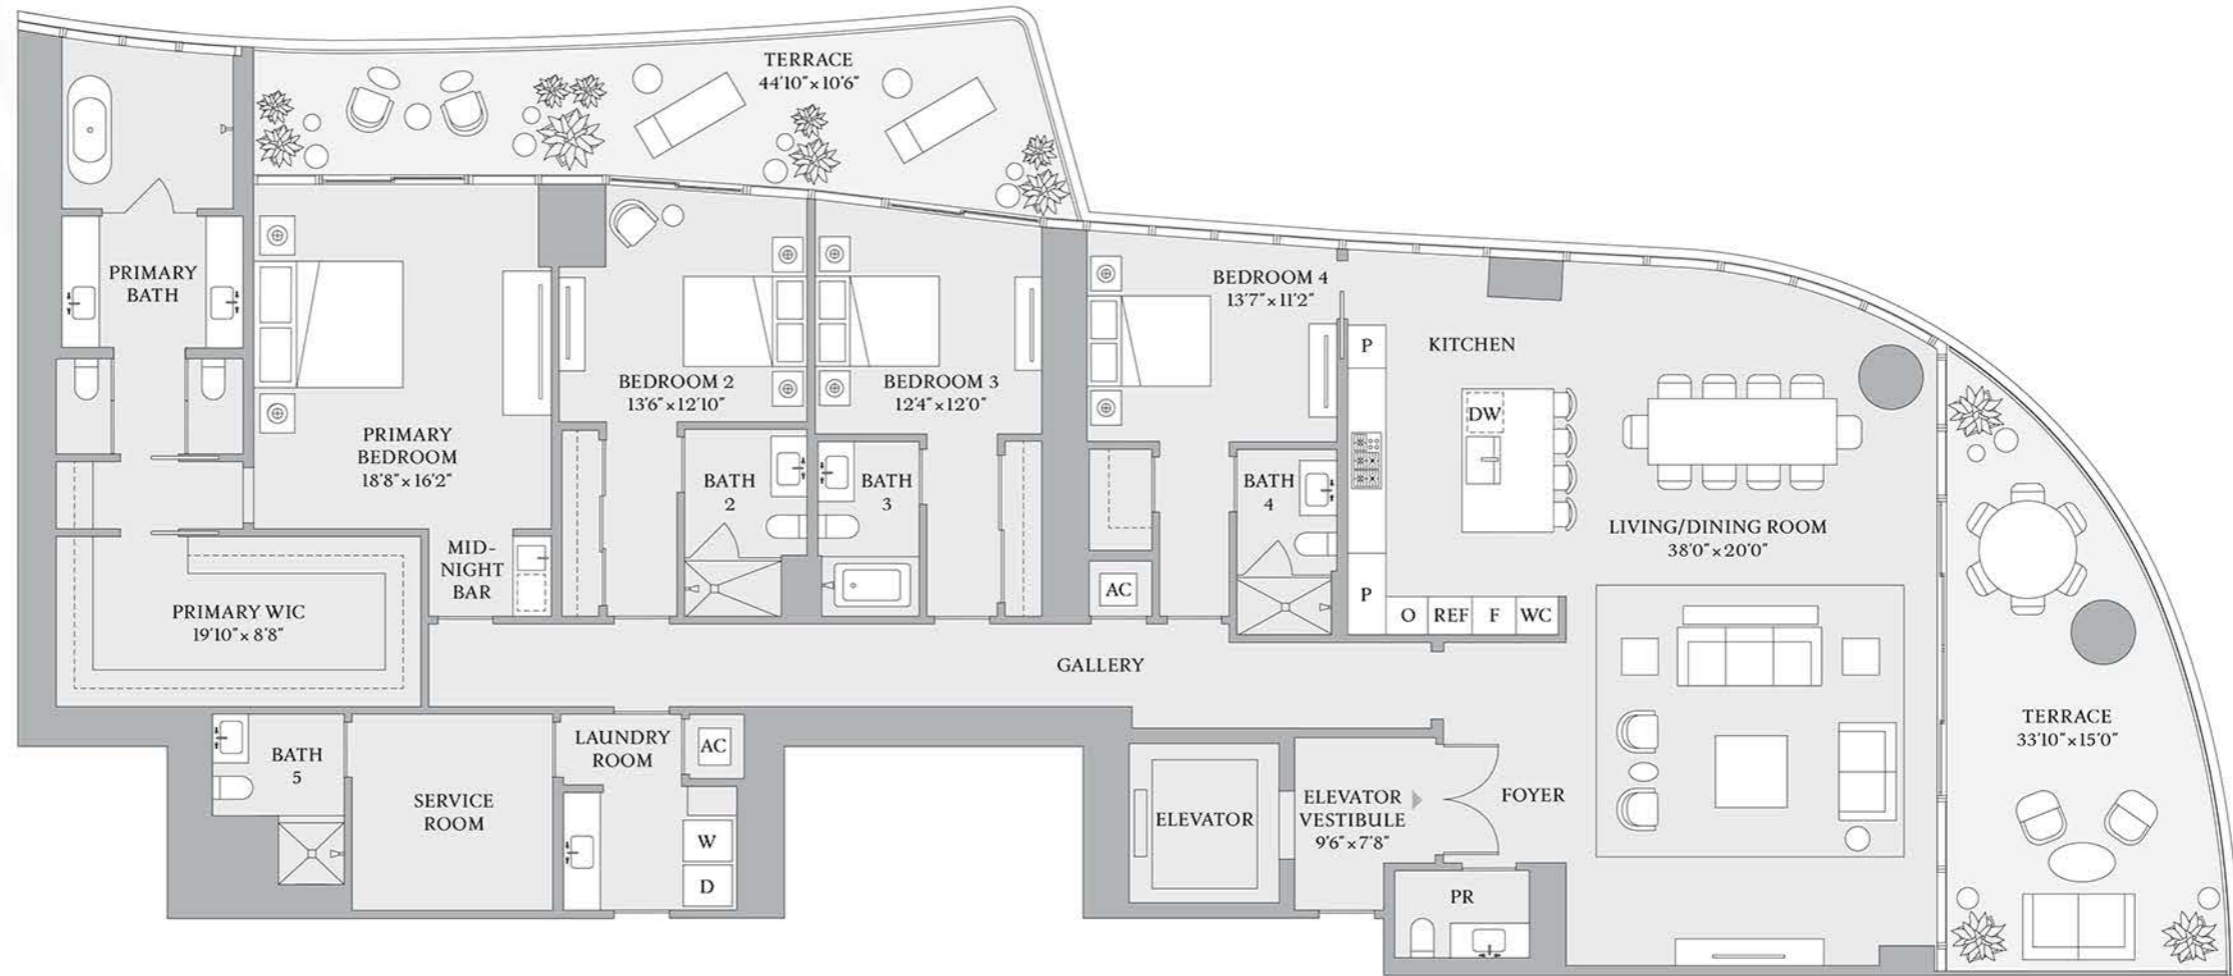 TERRACE
44'10"×10'6"
PRIMARY
BATH
BEDROOM 4
13'7"×11'2"
P
KITCHEN
BEDROOM 2
13'6"×12'10"
BEDROOM 3
12'4"×12'0"
DW
PRIMARY
BEDROOM
18'8"×16'2"
BATH
2
BATH
3
BATH
4
LIVING/DINING ROOM
38'0"×20'0"
MID-
NIGHT
BAR
AC
P
O
REF
F
WC
PRIMARY WIC
19'10"×8'8"
GALLERY
TERRACE
33'10"×15'0"
BATH
5
LAUNDRY
ROOM
AC
SERVICE
ROOM
W
D
ELEVATOR
ELEVATOR
VESTIBULE
9'6"×7'8"
FOYER
PR